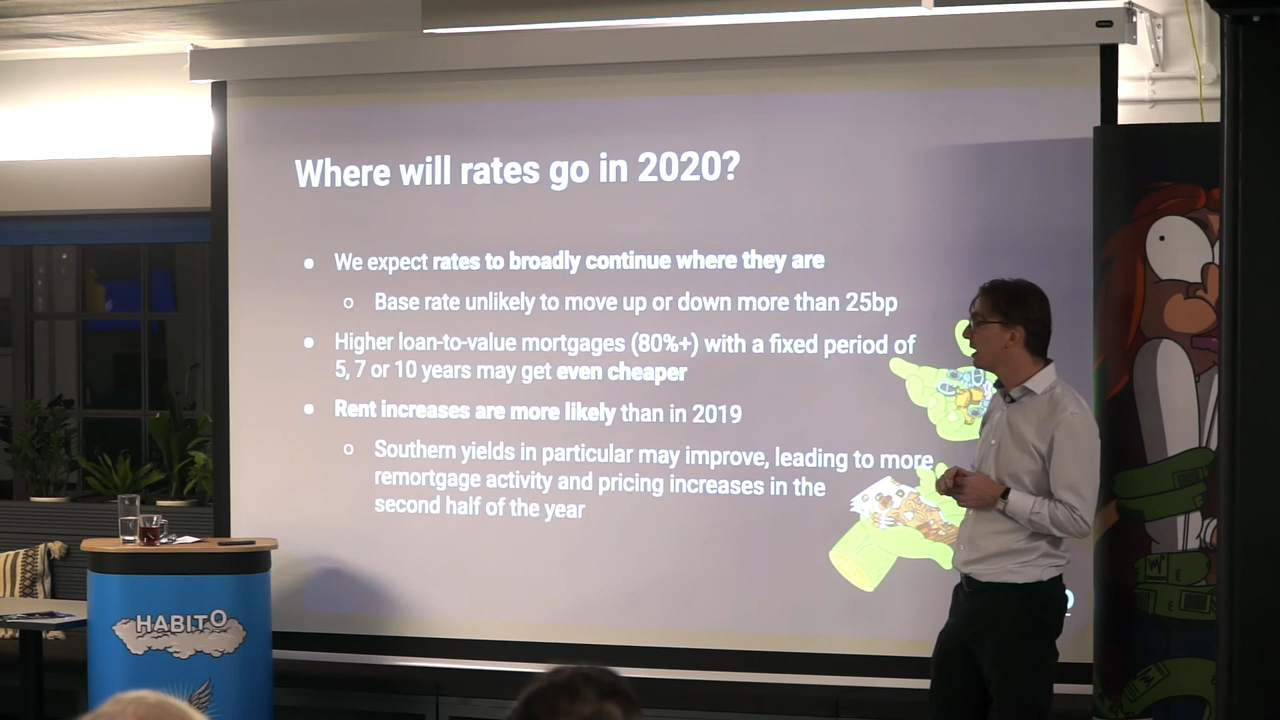 Where will rates go in 2020?
● We expect rates to broadly continue where they are
○ Base rate unlikely to move up or down more than 25bp
● Higher loan-to-value mortgages (80%+) with a fixed period of
5, 7 or 10 years may get even cheaper
● Rent increases are more likely than in 2019
○ Southern yields in particular may improve, leading to more
remortgage activity and pricing increases in the
second half of the year
HABITO